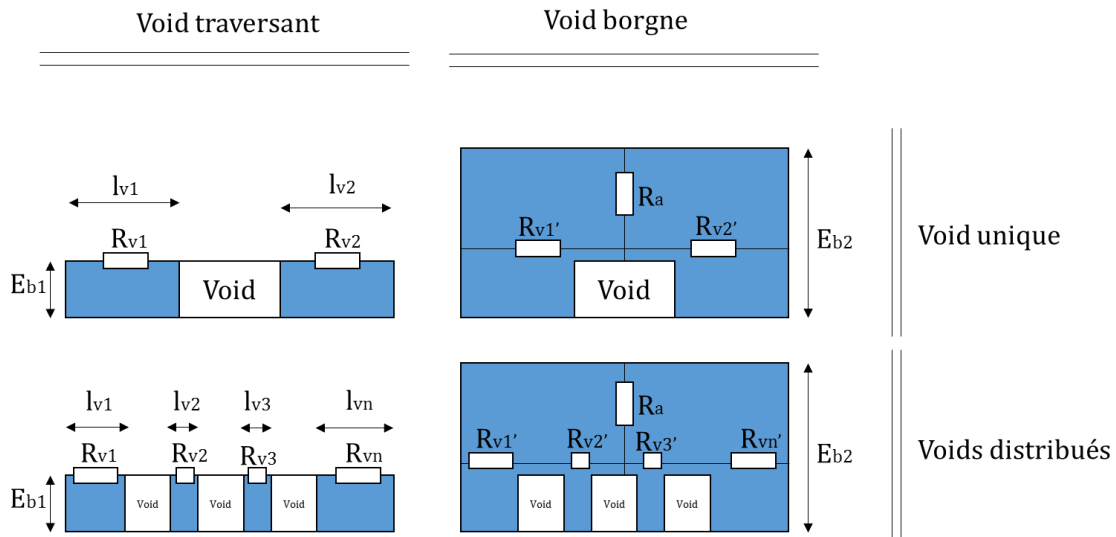 Void traversant
Void borgne
lv1
lv2
Rv1
Rv2
Eb1
Void
Ra
Rv1’
Rv2’
Eb2
Void
Void unique
lv1
lv2
lv3
lvn
Rv1
Rv2
Rv3
Rvn
Eb1
Void
Void
Void
Ra
Rv1’
Rv2’
Rv3’
Rvn’
Eb2
Void
Void
Void
Voids distribués